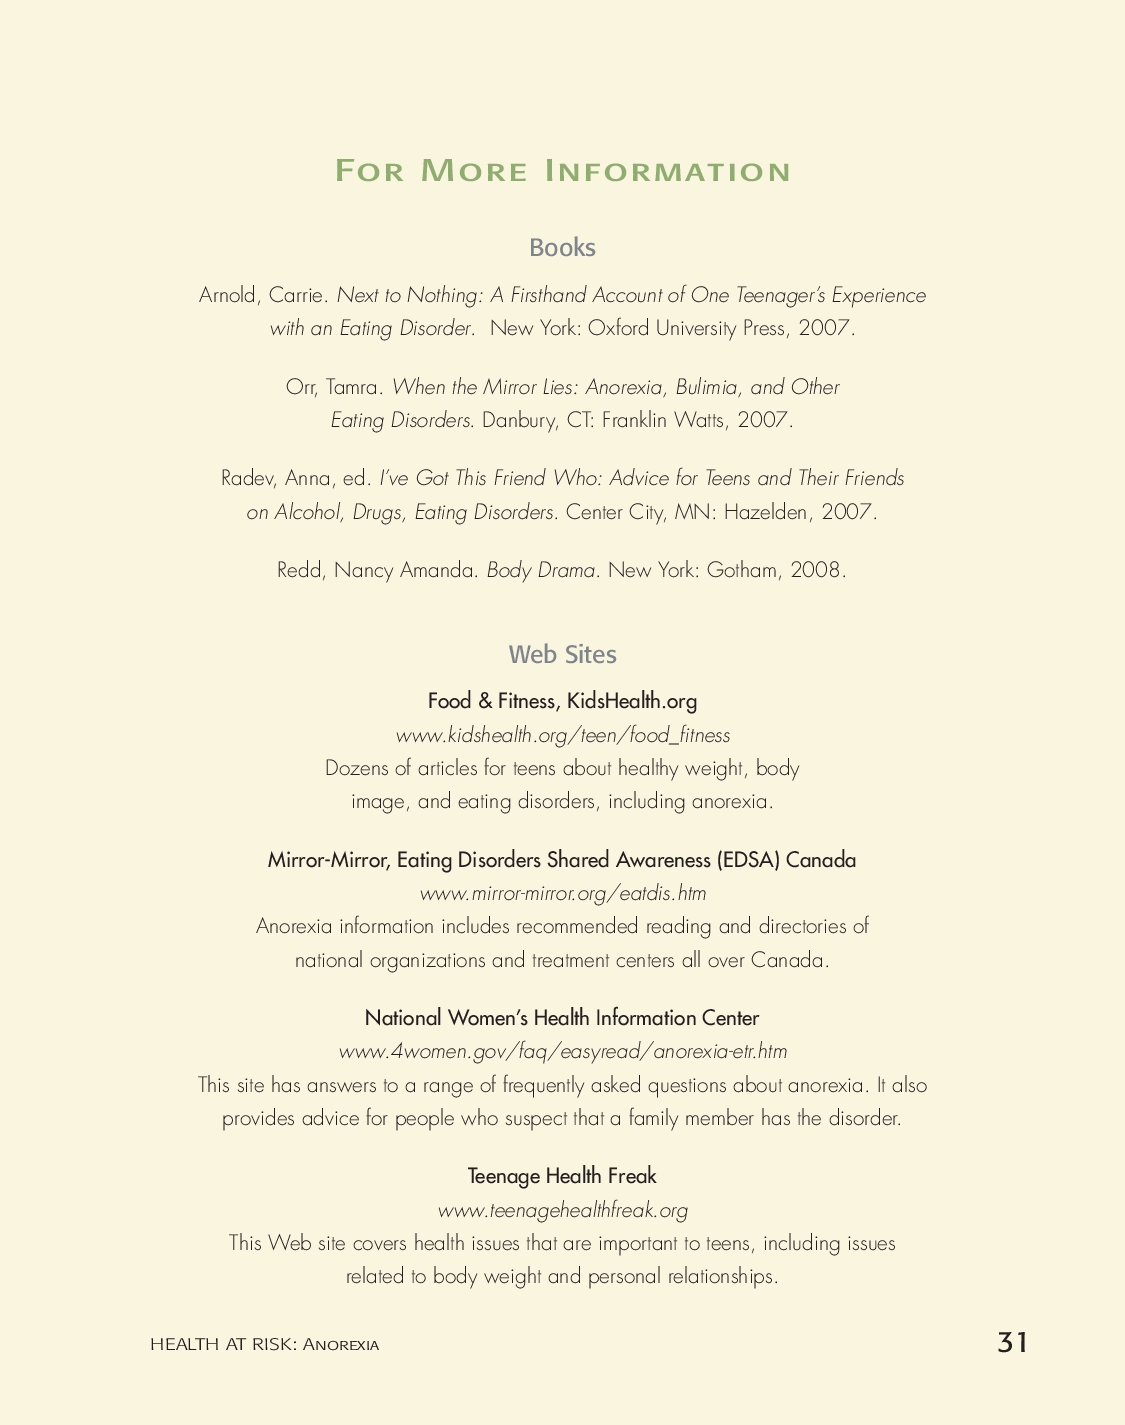 FOR MORE INFORMATION
Books
Arnold, Carrie. Next to Nothing: A Firsthand Account of One Teenager’s Experience
with an Eating Disorder.  New York: Oxford University Press, 2007.
Orr, Tamra. When the Mirror Lies: Anorexia, Bulimia, and Other
Eating Disorders. Danbury, CT: Franklin Watts, 2007.
Radev, Anna, ed. I’ve Got This Friend Who: Advice for Teens and Their Friends
on Alcohol, Drugs, Eating Disorders. Center City, MN: Hazelden, 2007.
Redd, Nancy Amanda. Body Drama. New York: Gotham, 2008.
Web Sites
Food & Fitness, KidsHealth.org
www.kidshealth.org/teen/food_fitness
Dozens of articles for teens about healthy weight, body
image, and eating disorders, including anorexia.
Mirror-Mirror, Eating Disorders Shared Awareness (EDSA) Canada
www.mirror-mirror.org/eatdis.htm
Anorexia information includes recommended reading and directories of
national organizations and treatment centers all over Canada.
National Women’s Health Information Center
www.4women.gov/faq/easyread/anorexia-etr.htm
This site has answers to a range of frequently asked questions about anorexia. It also
provides advice for people who suspect that a family member has the disorder.
Teenage Health Freak
www.teenagehealthfreak.org
This Web site covers health issues that are important to teens, including issues
related to body weight and personal relationships.
HEALTH AT RISK: ANOREXIA
31